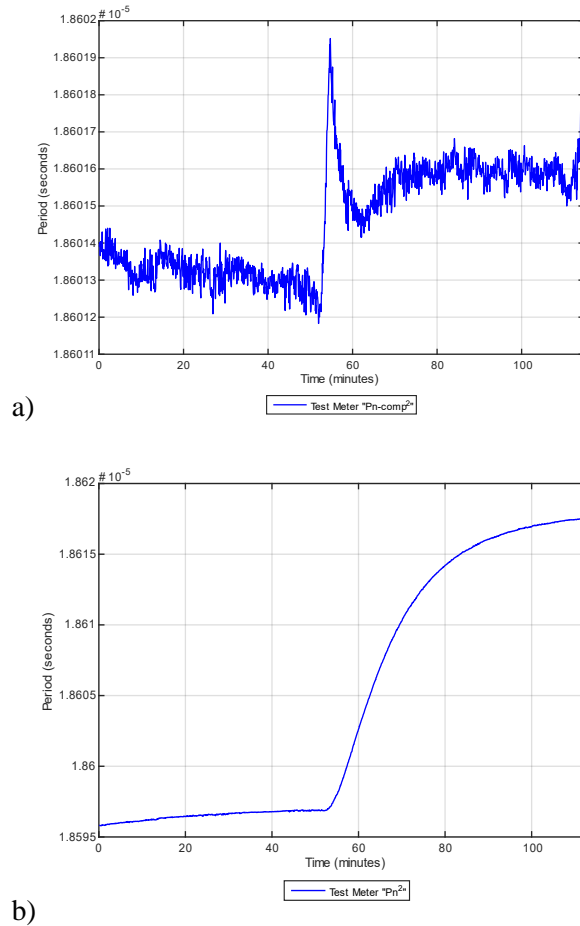 # 10⁻⁵
1.8602
1.86019
1.86018
1.86017
1.86016
1.86015
1.86014
1.86013
1.86012
1.86011
Period (seconds)
0 20 40 60 80 100
Time (minutes)
Test Meter "Pn-comp²"
a)
# 10⁻⁵
1.862
1.8615
1.861
1.8605
1.86
1.8595
Period (seconds)
0 20 40 60 80 100
Time (minutes)
Test Meter "Pn²"
b)